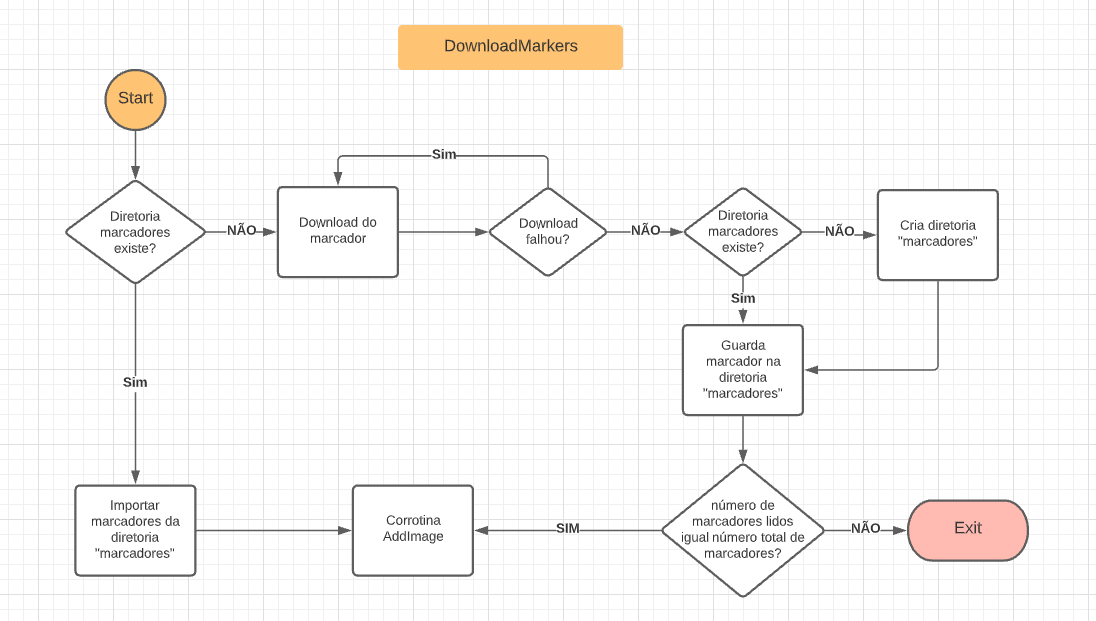 DownloadMarkers
Start
Sim
Diretoria
marcadores
existe?
NÃO
Download do
marcador
Download
falhou?
NÃO
Diretoria
marcadores
existe?
NÃO
Cria diretoria
"marcadores"
Sim
Guarda
marcador na
diretoria
"marcadores"
Sim
Importar
marcadores da
diretoria
"marcadores"
Corrotina
AddImage
SIM
número de
marcadores lidos
igual número total de
marcadores?
NÃO
Exit